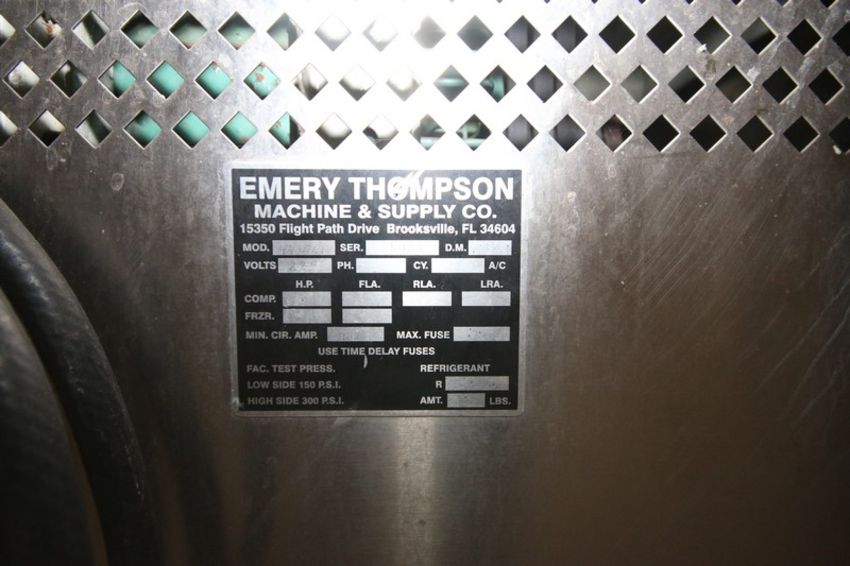 EMERY THOMPSON
MACHINE & SUPPLY CO.
15350 Flight Path Drive Brooksville, FL 34604
MOD. SER. D.M.
VOLTS PH. CY. A/C
H.P. FLA. RLA. LRA.
COMP.
FRZR.
MIN. CIR. AMP. MAX. FUSE
USE TIME DELAY FUSES
FAC. TEST PRESS. REFRIGERANT
LOW SIDE 150 P.S.I. R
HIGH SIDE 300 P.S.I. AMT. LBS.